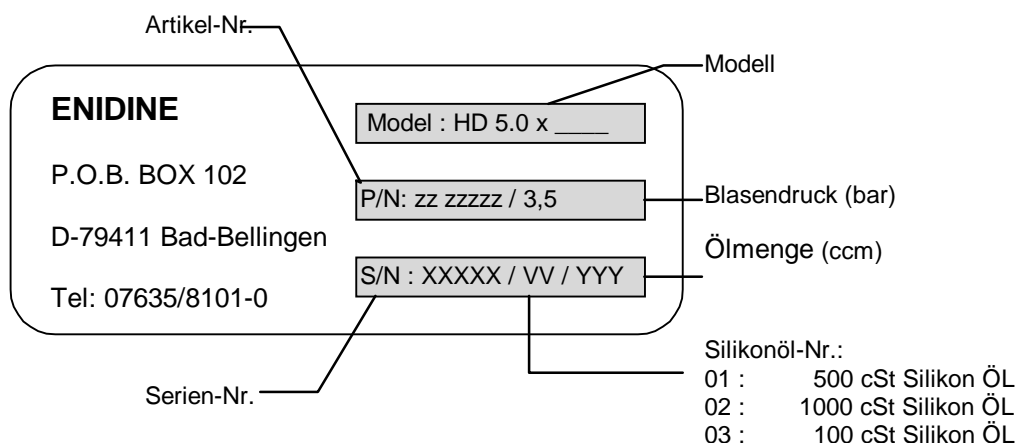 Artikel-Nr.
Modell
ENIDINE
Model : HD 5.0 x ____
P.O.B. BOX 102
P/N: zz zzzzz / 3,5
Blasendruck (bar)
D-79411 Bad-Bellingen
Ölmenge (ccm)
S/N : XXXXX / VV / YYY
Tel: 07635/8101-0
Silikonöl-Nr.:
01 : 500 cSt Silikon ÖL
Serien-Nr.
02 : 1000 cSt Silikon ÖL
03 : 100 cSt Silikon ÖL